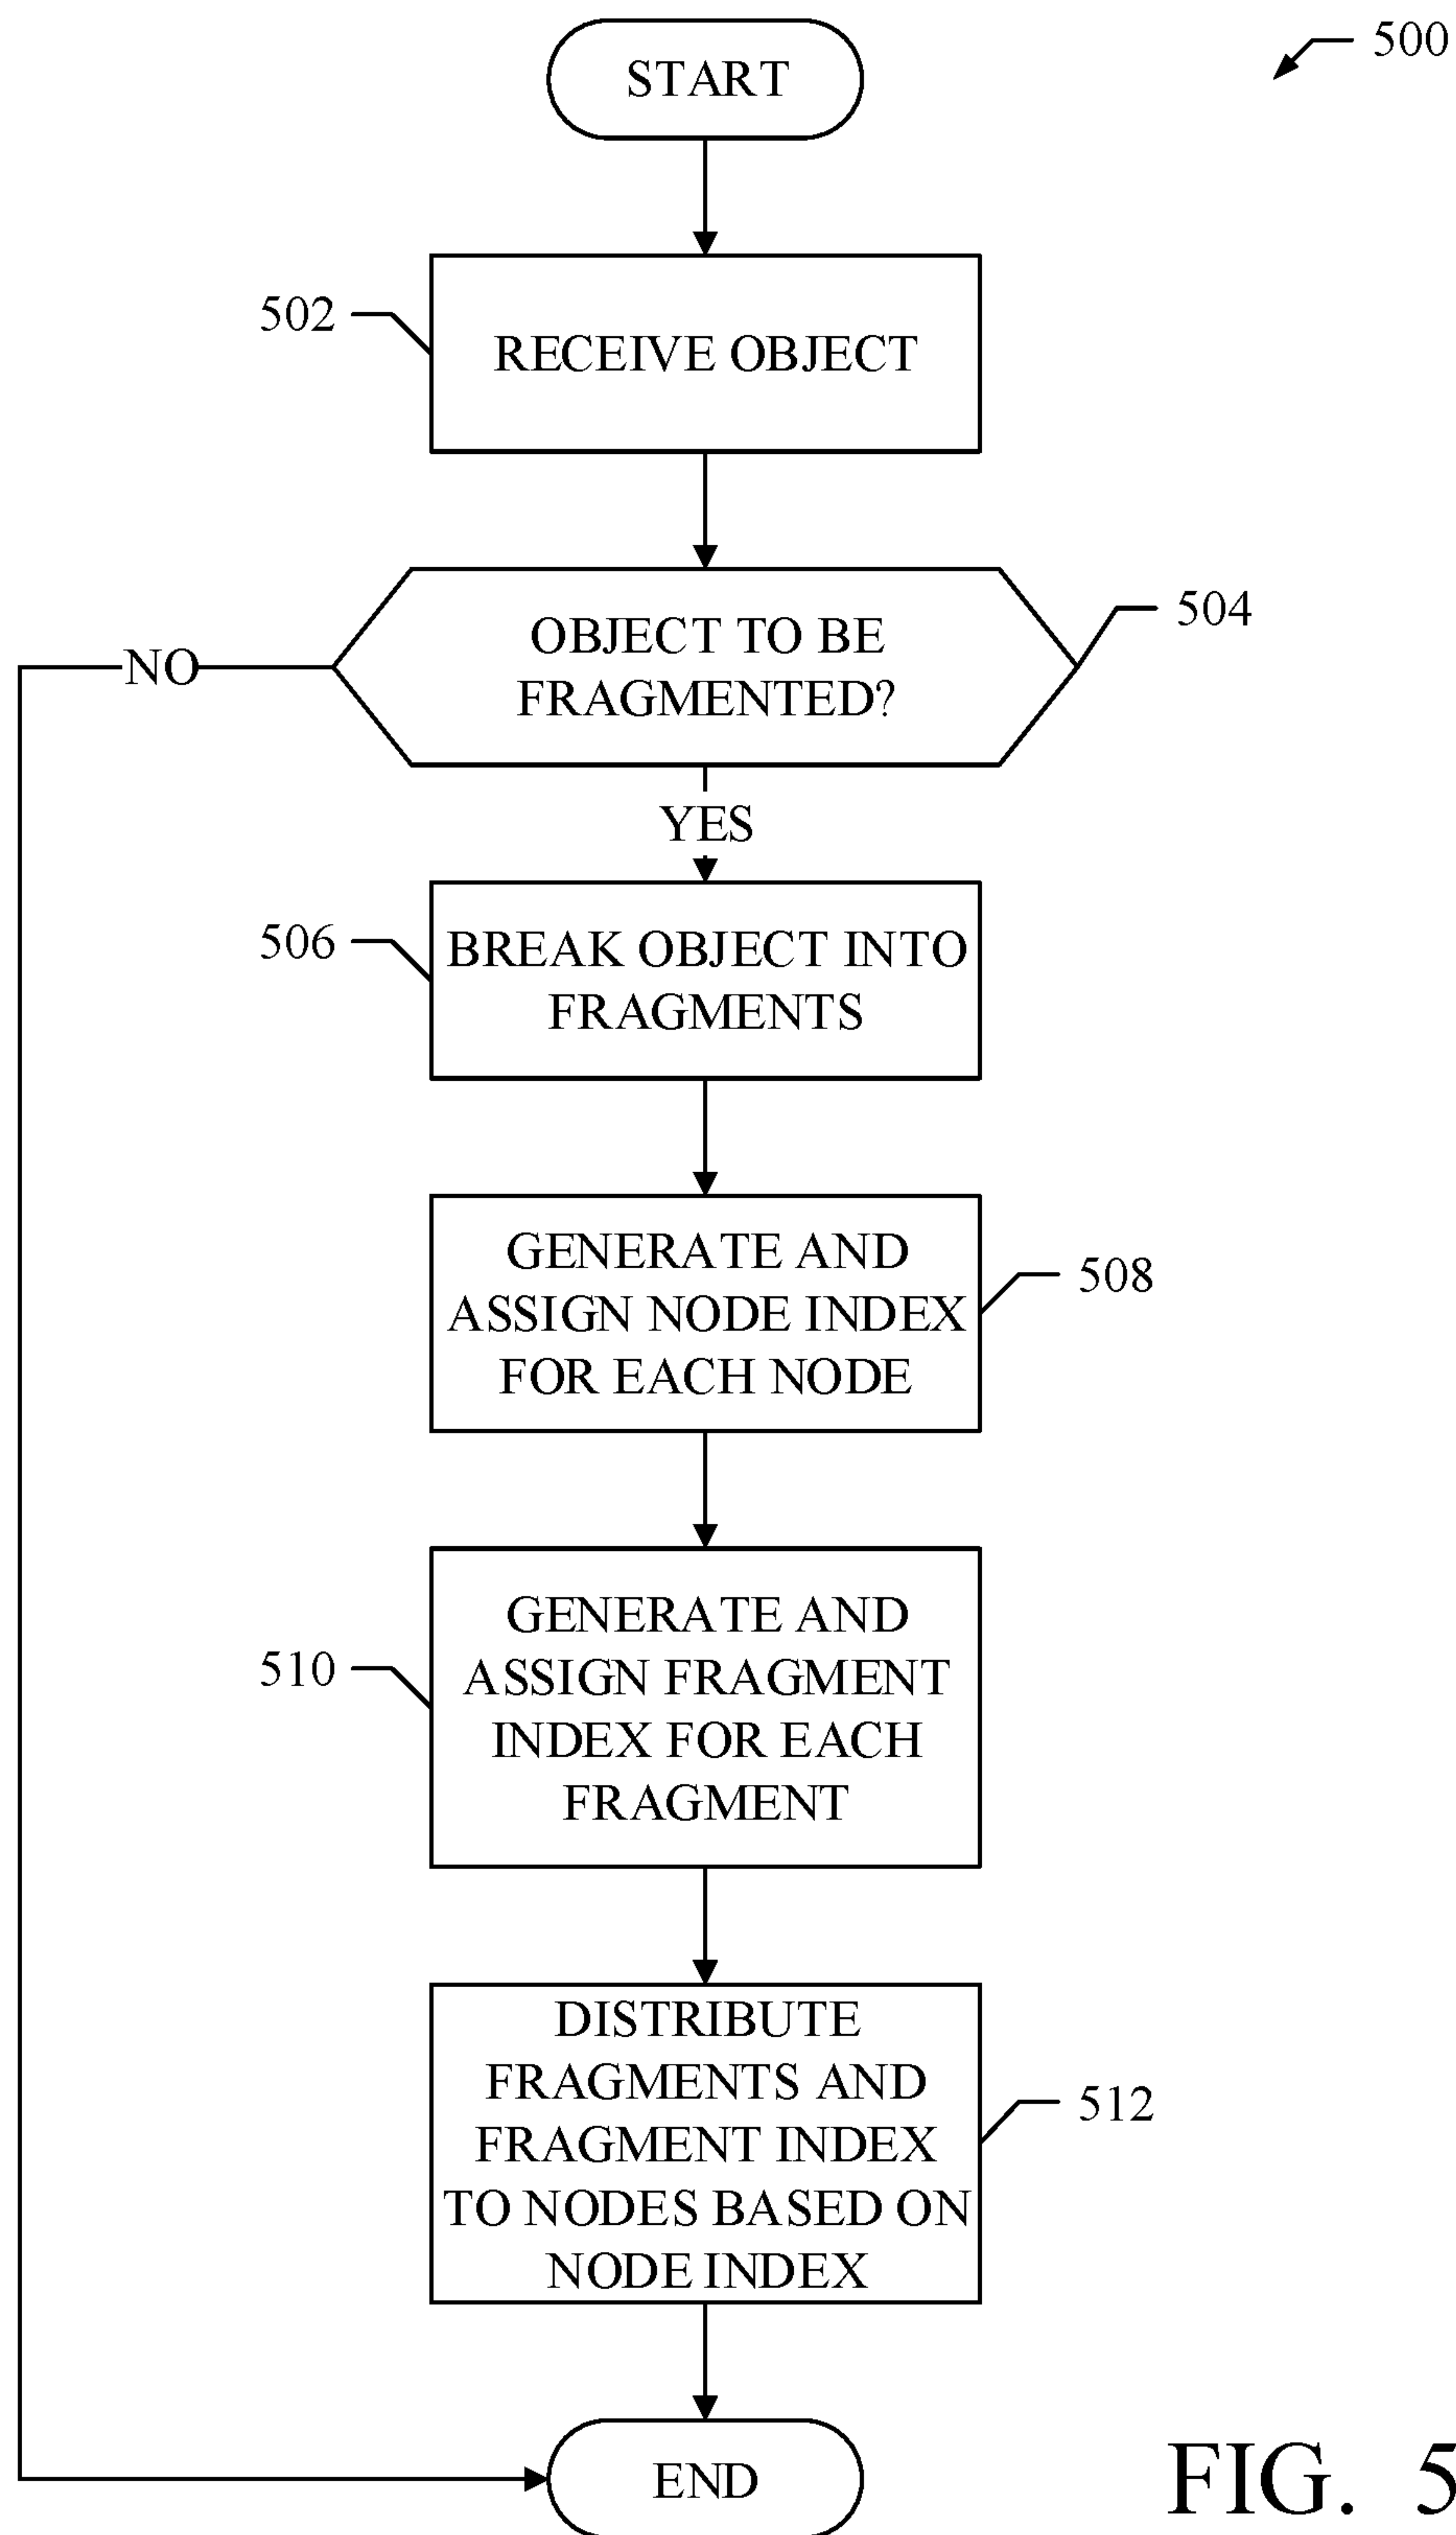 START
500
502
RECEIVE OBJECT
504
OBJECT TO BE
FRAGMENTED?
NO
YES
506
BREAK OBJECT INTO
FRAGMENTS
GENERATE AND
ASSIGN NODE INDEX
FOR EACH NODE
508
510
GENERATE AND
ASSIGN FRAGMENT
INDEX FOR EACH
FRAGMENT
DISTRIBUTE
FRAGMENTS AND
FRAGMENT INDEX
TO NODES BASED ON
NODE INDEX
512
END
FIG. 5